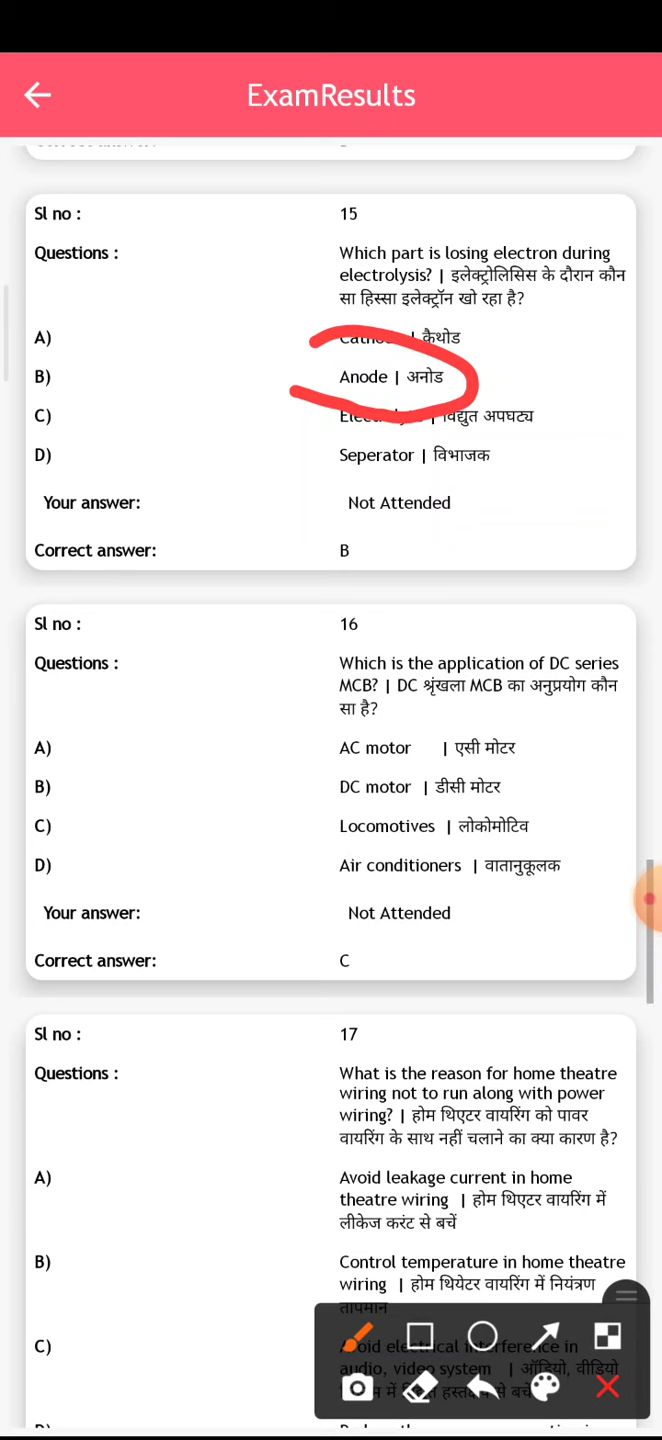 ExamResults
Sl no : 15
Questions : Which part is losing electron during
electrolysis? | इलेक्ट्रोलिसिस के दौरान कौन
सा हिस्सा इलेक्ट्रॉन खो रहा है?
A) | कैथोड
B) Anode | अनोड
C) | विद्युत अपघट्य
D) Seperator | विभाजक
Your answer: Not Attended
Correct answer: B
Sl no : 16
Questions : Which is the application of DC series
MCB? | DC श्रृंखला MCB का अनुप्रयोग कौन
सा है?
A) AC motor | एसी मोटर
B) DC motor | डीसी मोटर
C) Locomotives | लोकोमोटिव
D) Air conditioners | वातानुकूलक
Your answer: Not Attended
Correct answer: C
Sl no : 17
Questions : What is the reason for home theatre
wiring not to run along with power
wiring? | होम थिएटर वायरिंग को पावर
वायरिंग के साथ नहीं चलाने का क्या कारण है?
A) Avoid leakage current in home
theatre wiring | होम थिएटर वायरिंग में
लीकेज करंट से बचें
B) Control temperature in home theatre
wiring | होम थियेटर वायरिंग में नियंत्रण
तापमान
C) electrical interference in
audio, video system | ऑडियो, वीडियो
में से बचें